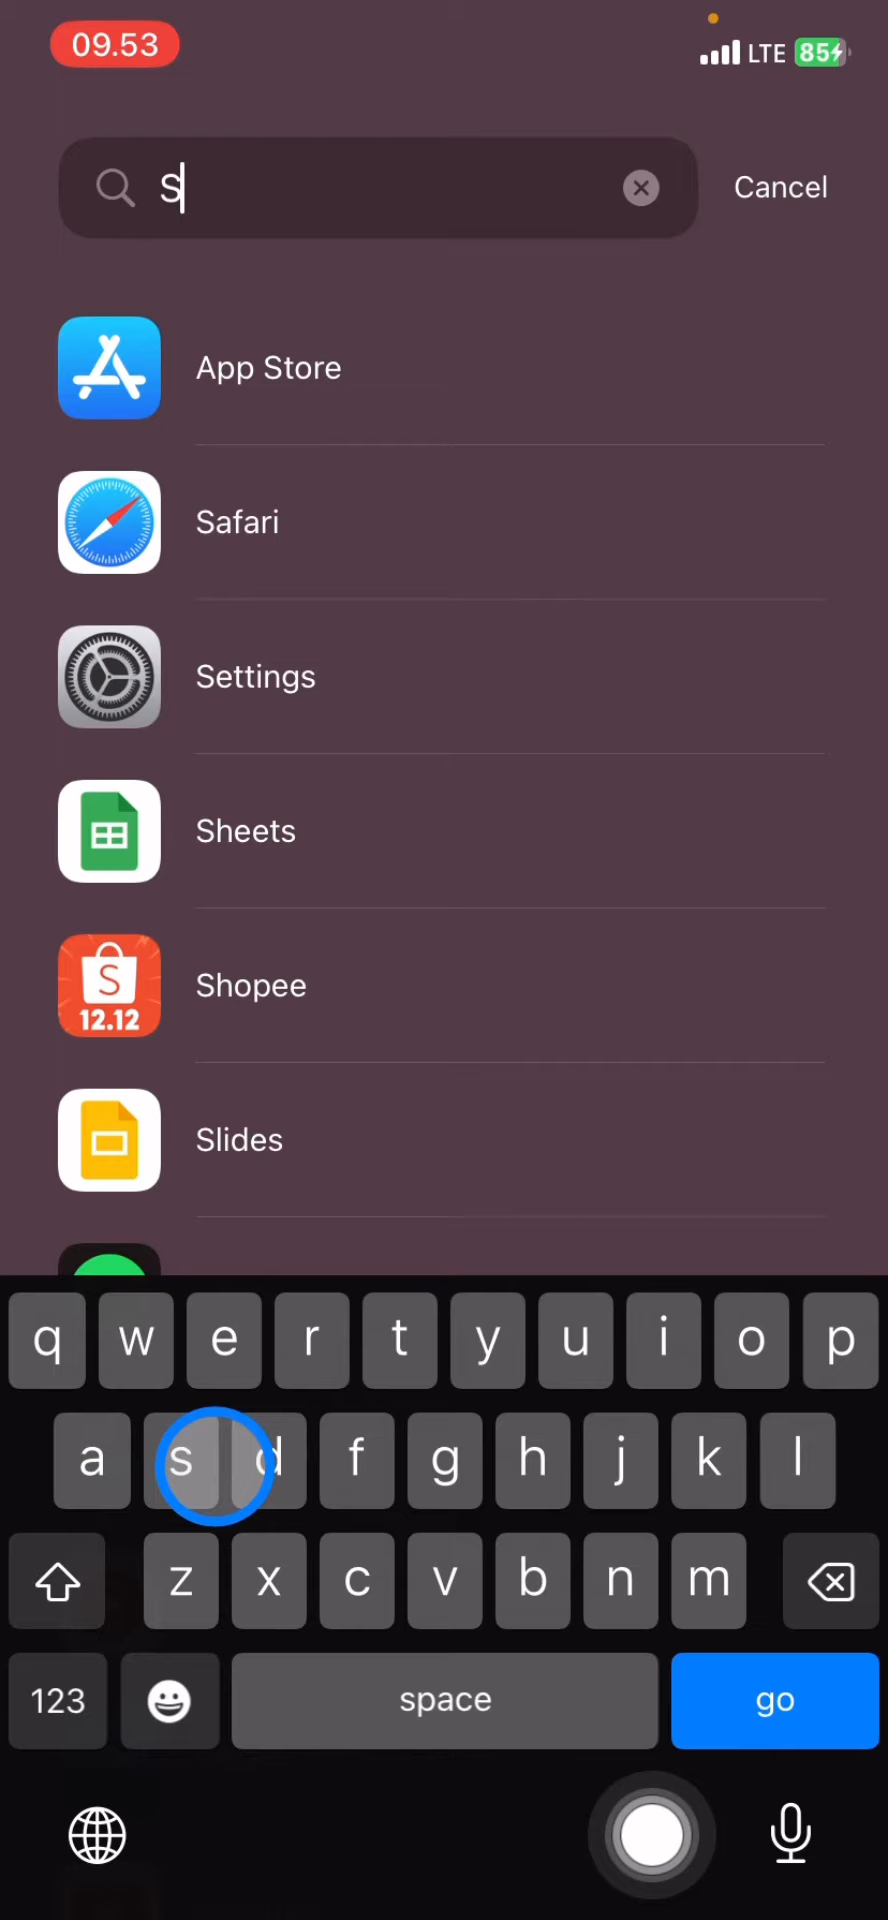 09.53
LTE 85
S
Cancel
App Store
Safari
Settings
Sheets
S
12.12
Shopee
Slides
q w e r t y u i o p
a s d f g h j k l
z x c v b n m
123 space go